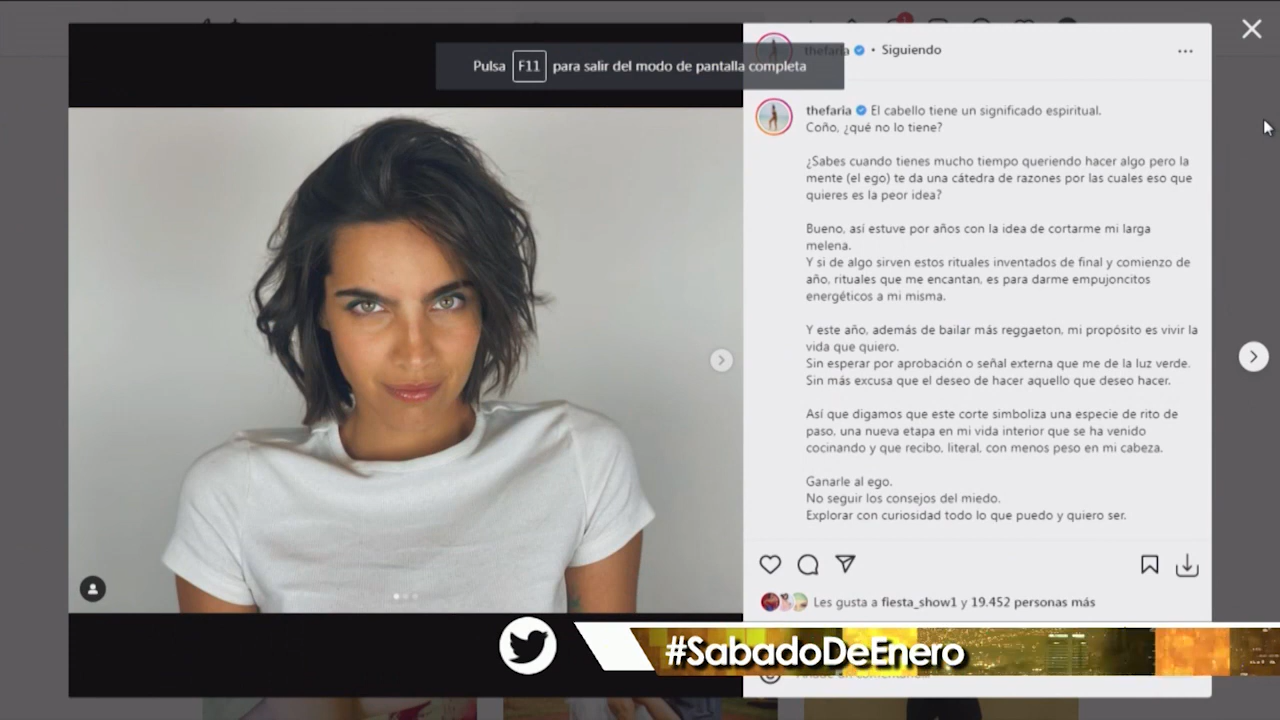 1
Pulsa F11 para salir del modo de pantalla completa
thefaria • Siguiendo
thefaria El cabello tiene un significado espiritual.
Coño, ¿qué no lo tiene?
¿Sabes cuando tienes mucho tiempo queriendo hacer algo pero la
mente (el ego) te da una cátedra de razones por las cuales eso que
quieres es la peor idea?
Bueno, así estuve por años con la idea de cortarme mi larga
melena.
Y si de algo sirven estos rituales inventados de final y comienzo de
año, rituales que me encantan, es para darme empujoncitos
energéticos a mi misma.
Y este año, además de bailar más reggaeton, mi propósito es vivir la
vida que quiero.
Sin esperar por aprobación o señal externa que me de la luz verde.
Sin más excusa que el deseo de hacer aquello que deseo hacer.
Así que digamos que este corte simboliza una especie de rito de
paso, una nueva etapa en mi vida interior que se ha venido
cocinando y que recibo, literal, con menos peso en mi cabeza.
Ganarle al ego.
No seguir los consejos del miedo.
Explorar con curiosidad todo lo que puedo y quiero ser.
Les gusta a fiesta_show1 y 19.452 personas más
#SabadoDeEnero